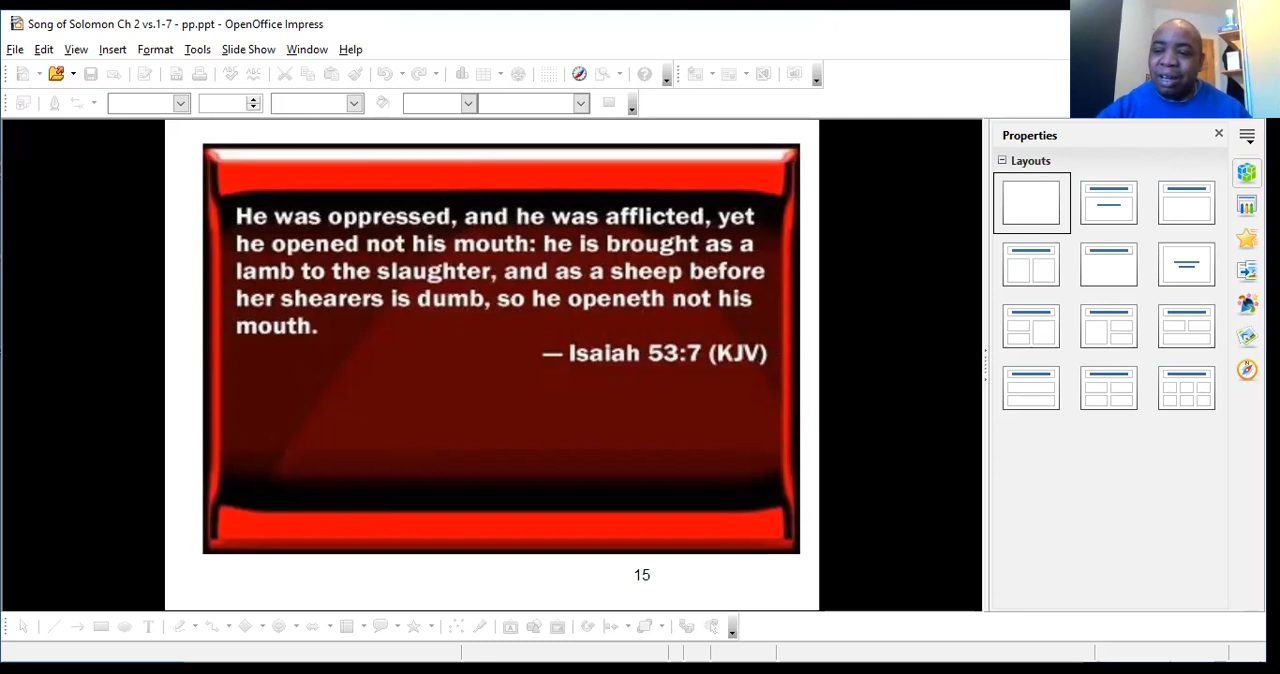 Song of Solomon Ch 2 vs.1-7 - pp.ppt - OpenOffice Impress
File Edit View Insert Format Tools Slide Show Window Help
Properties
Layouts
He was oppressed, and he was afflicted, yet
he opened not his mouth: he is brought as a
lamb to the slaughter, and as a sheep before
her shearers is dumb, so he openeth not his
mouth.
— Isaiah 53:7 (KJV)
15